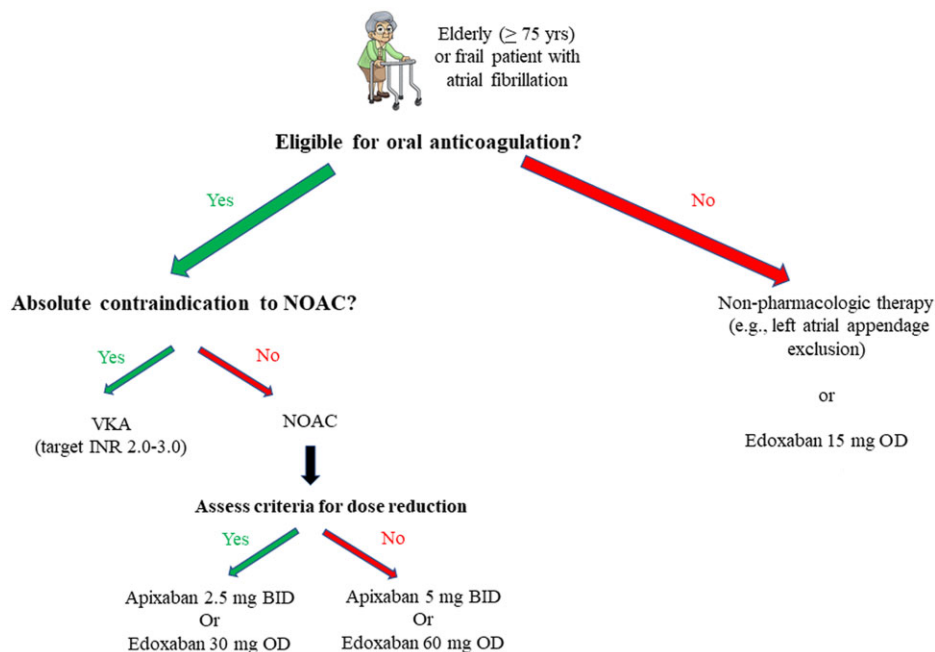 Elderly (≥ 75 yrs)
or frail patient with
atrial fibrillation
Eligible for oral anticoagulation?
Yes
No
Absolute contraindication to NOAC?
Non-pharmacologic therapy
(e.g., left atrial appendage
exclusion)
or
Edoxaban 15 mg OD
Yes
No
VKA
(target INR 2.0-3.0)
NOAC
Assess criteria for dose reduction
Yes
No
Apixaban 2.5 mg BID
Or
Edoxaban 30 mg OD
Apixaban 5 mg BID
Or
Edoxaban 60 mg OD